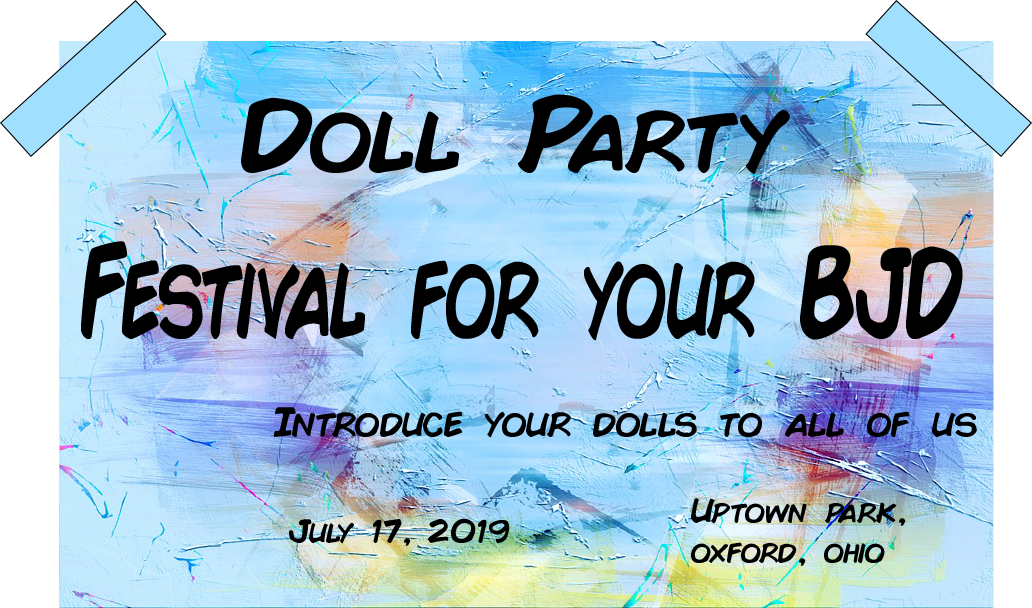 Doll Party
Festival for your BJD
Introduce your dolls to all of us
July 17, 2019
Uptown park,
oxford, ohio